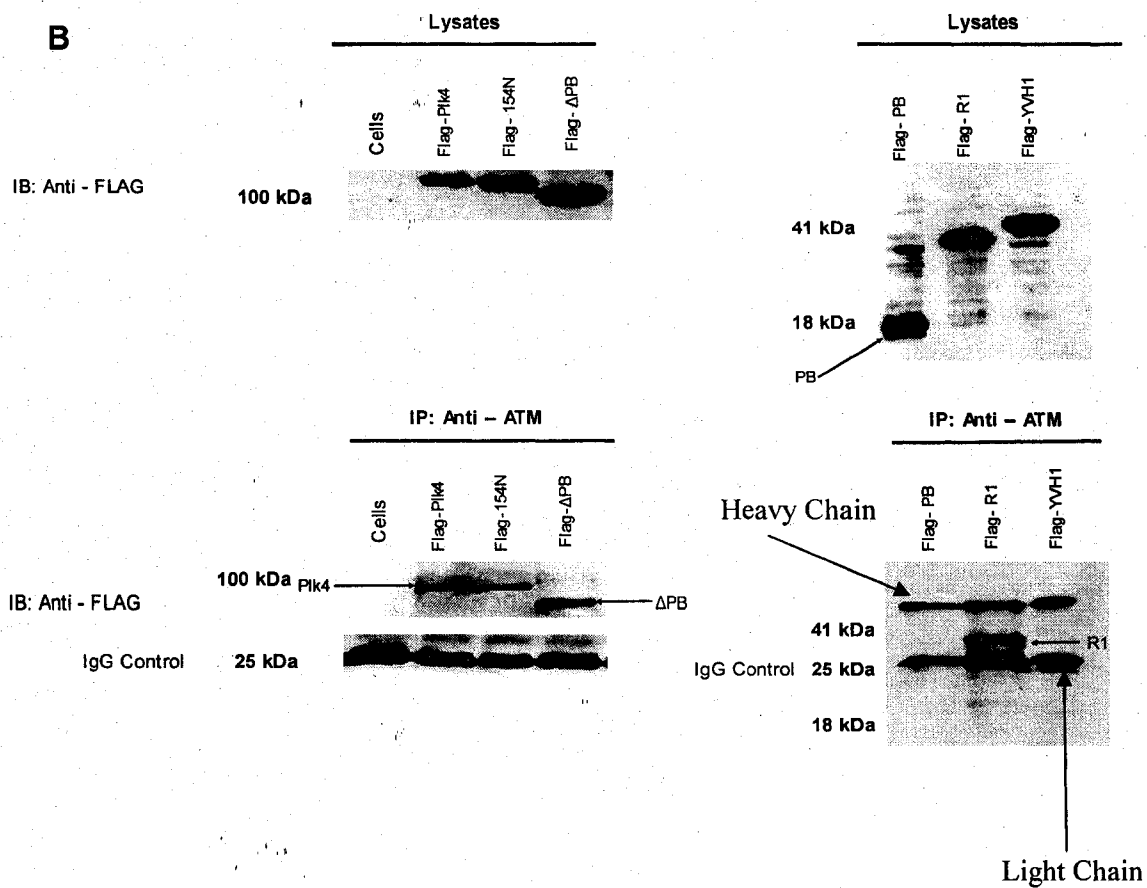 B
Lysates
Cells
Flag-Plk4
Flag-154N
Flag-ΔPB
IB: Anti - FLAG
100 kDa
Lysates
Flag-PB
Flag-R1
Flag-YVH1
41 kDa
18 kDa
PB
IP: Anti – ATM
Cells
Flag-Plk4
Flag-154N
Flag-ΔPB
IB: Anti - FLAG
100 kDa
Plk4
ΔPB
IgG Control
25 kDa
IP: Anti – ATM
Heavy Chain
Flag-PB
Flag-R1
Flag-YVH1
41 kDa
R1
IgG Control
25 kDa
18 kDa
Light Chain